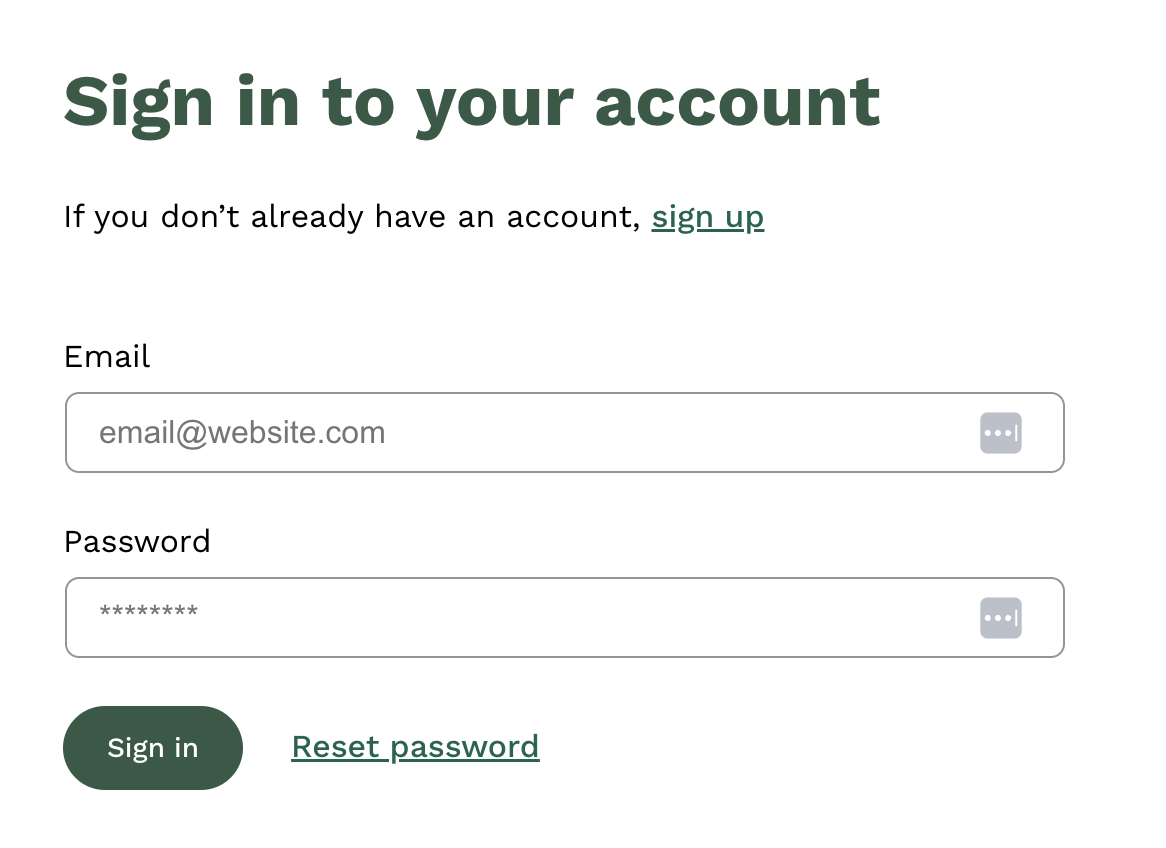 Sign in to your account
If you don’t already have an account, sign up
Email
email@website.com
Password
********
Sign in
Reset password